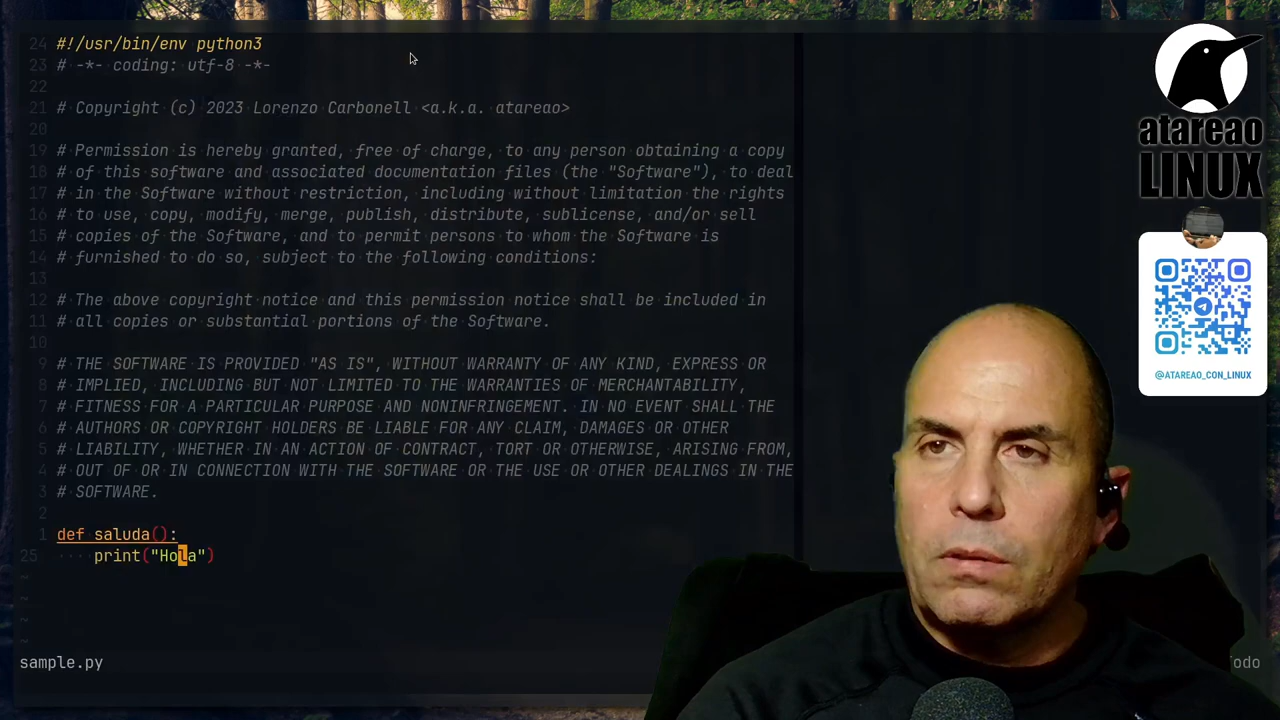 24 #!/usr/bin/env python3
23 # -*- coding: utf-8 -*-
22
21 # Copyright (c) 2023 Lorenzo Carbonell <a.k.a. atareao>
20
19 # Permission is hereby granted, free of charge, to any person obtaining a copy
18 # of this software and associated documentation files (the "Software"), to deal
17 # in the Software without restriction, including without limitation the rights
16 # to use, copy, modify, merge, publish, distribute, sublicense, and/or sell
15 # copies of the Software, and to permit persons to whom the Software is
14 # furnished to do so, subject to the following conditions:
13
12 # The above copyright notice and this permission notice shall be included in
11 # all copies or substantial portions of the Software.
10
9 # THE SOFTWARE IS PROVIDED "AS IS", WITHOUT WARRANTY OF ANY KIND, EXPRESS OR
8 # IMPLIED, INCLUDING BUT NOT LIMITED TO THE WARRANTIES OF MERCHANTABILITY,
7 # FITNESS FOR A PARTICULAR PURPOSE AND NONINFRINGEMENT. IN NO EVENT SHALL THE
6 # AUTHORS OR COPYRIGHT HOLDERS BE LIABLE FOR ANY CLAIM, DAMAGES OR OTHER
5 # LIABILITY, WHETHER IN AN ACTION OF CONTRACT, TORT OR OTHERWISE, ARISING FROM,
4 # OUT OF OR IN CONNECTION WITH THE SOFTWARE OR THE USE OR OTHER DEALINGS IN THE
3 # SOFTWARE.
2
1 def saluda():
25 ····print("Hola")
~
~
~
~
sample.py
atareao
LINUX
@ATAREAO_CON_LINUX